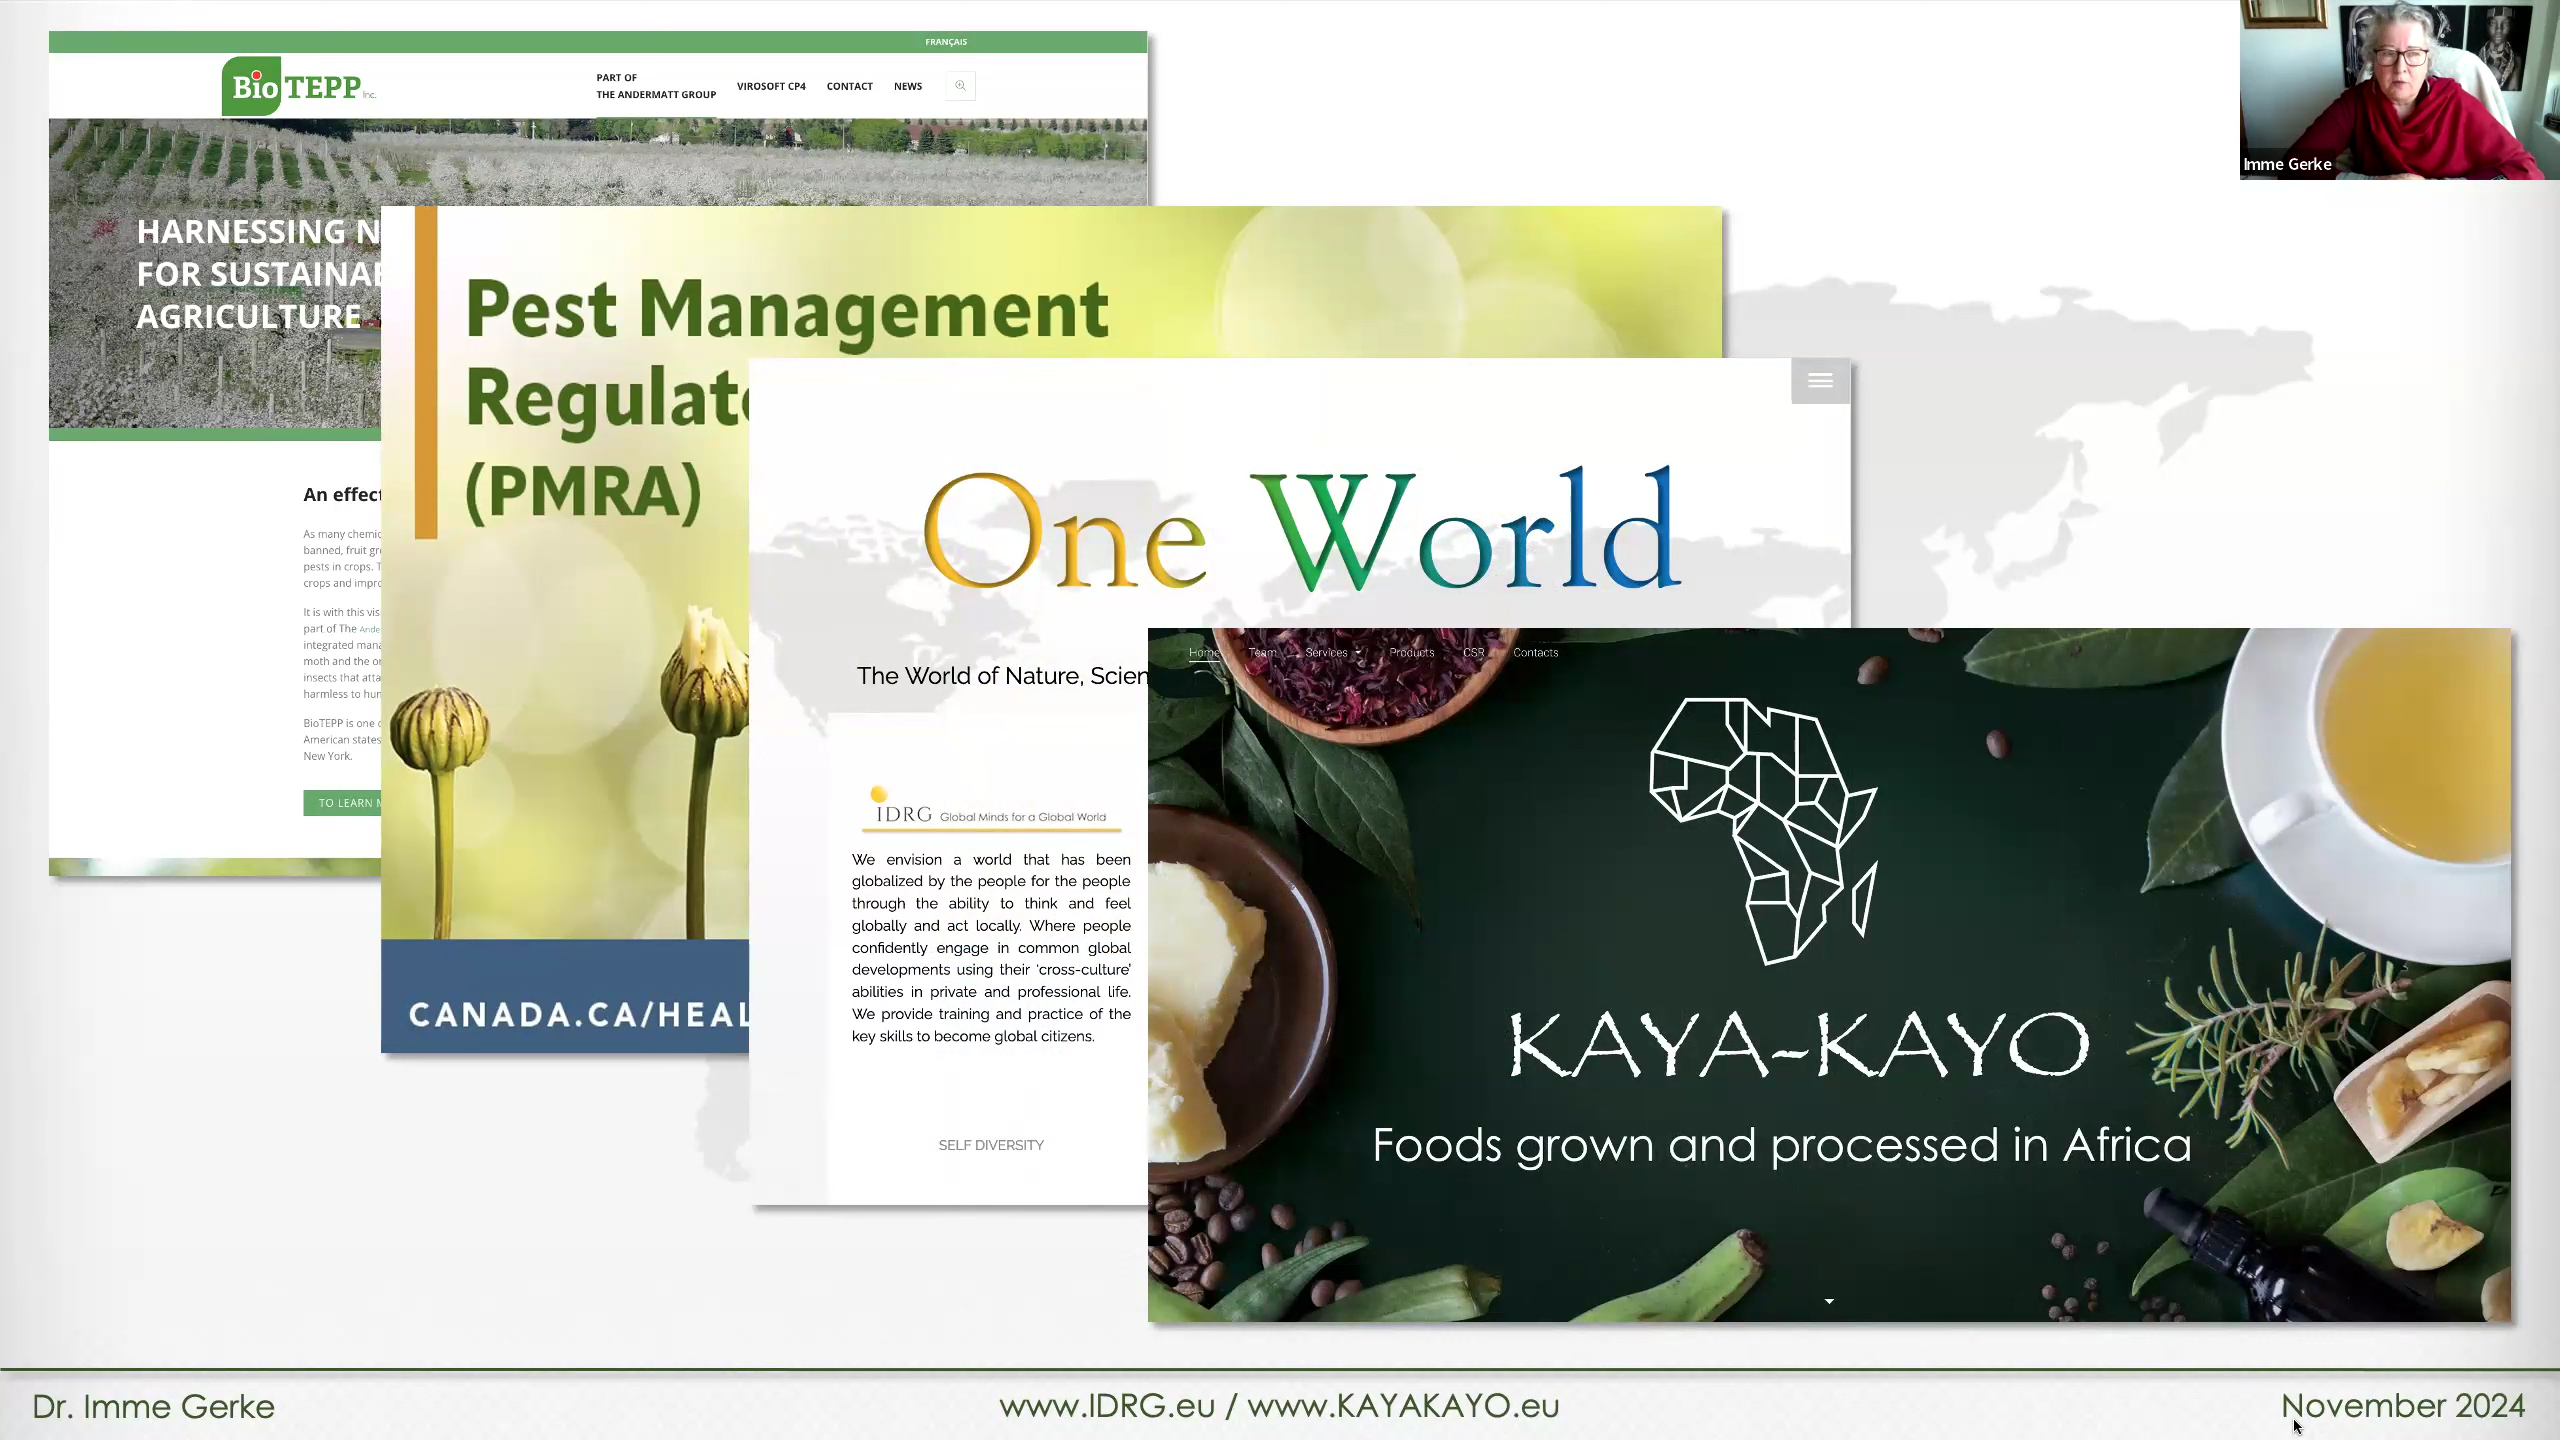 FRANÇAIS
BioTEPP Inc.
PART OF
THE ANDERMATT GROUP
VIROSOFT CP4
CONTACT
NEWS
HARNESSING N
FOR SUSTAINA
AGRICULTURE
An effect
As many chemic
banned, fruit gr
pests in crops. T
crops and impro
It is with this vis
part of The Ande
integrated mana
moth and the or
insects that atta
harmless to hum
BioTEPP is one o
American states
New York.
TO LEARN M
Pest Management
Regulato
(PMRA)
CANADA.CA/HEAL
One World
The World of Nature, Scien
IDRG Global Minds for a Global World
We envision a world that has been
globalized by the people for the people
through the ability to think and feel
globally and act locally. Where people
confidently engage in common global
developments using their 'cross-culture'
abilities in private and professional life.
We provide training and practice of the
key skills to become global citizens.
SELF DIVERSITY
Home Team Services Products CSR Contacts
KAYA~KAYO
Foods grown and processed in Africa
Imme Gerke
Dr. Imme Gerke
www.IDRG.eu / www.KAYAKAYO.eu
November 2024